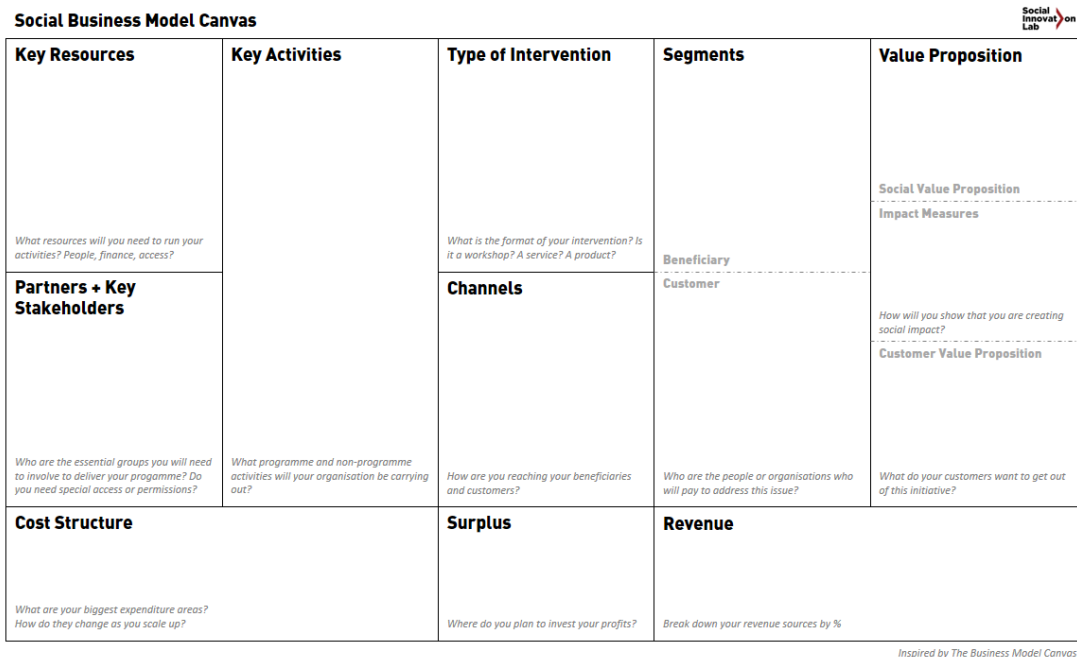 Social Business Model Canvas
Social
Innovat on
Lab
Key Resources
What resources will you need to run your
activities? People, finance, access?
Partners + Key
Stakeholders
Who are the essential groups you will need
to involve to deliver your progamme? Do
you need special access or permissions?
Key Activities
What programme and non-programme
activities will your organisation be carrying
out?
Type of Intervention
What is the format of your intervention? Is
it a workshop? A service? A product?
Channels
How are you reaching your beneficiaries
and customers?
Segments
Beneficiary
Customer
Who are the people or organisations who
will pay to address this issue?
Value Proposition
Social Value Proposition
Impact Measures
How will you show that you are creating
social impact?
Customer Value Proposition
What do your customers want to get out
of this initiative?
Cost Structure
What are your biggest expenditure areas?
How do they change as you scale up?
Surplus
Where do you plan to invest your profits?
Revenue
Break down your revenue sources by %
Inspired by The Business Model Canvas